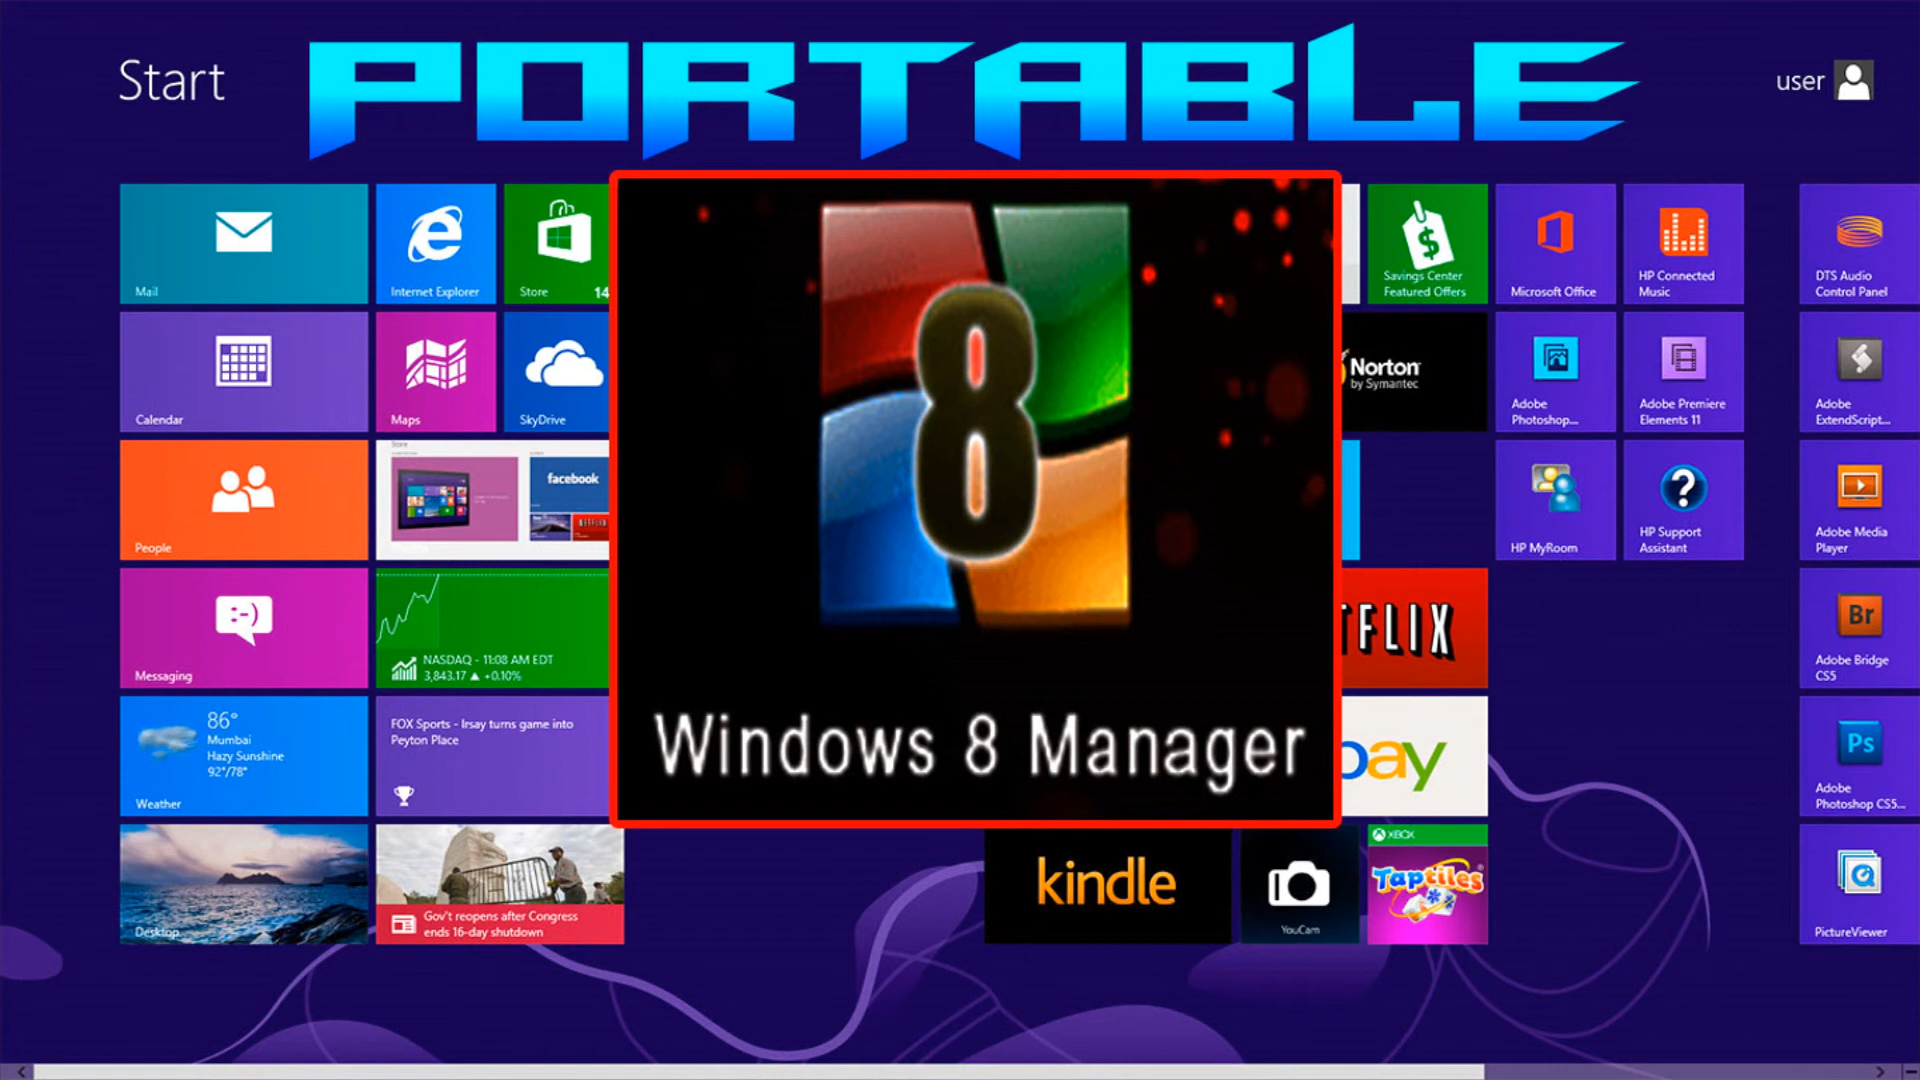 Start
PORTABLE
user
Mail
Internet Explorer
Store
14
Savings Center
Featured Offers
Microsoft Office
HP Connected
Music
DTS Audio
Control Panel
8
Windows 8 Manager
Calendar
Maps
SkyDrive
Norton
by Symantec
Adobe
Photoshop...
Adobe Premiere
Elements 11
Adobe
ExtendScript...
People
Store
facebook
NETFLIX
HP MyRoom
?
HP Support
Assistant
Adobe Media
Player
:-)
Messaging
NASDAQ - 11:08 AM EDT
3,843.17 ▲ +0.10%
TFLIX
Br
Adobe Bridge
CS5
86°
Mumbai
Hazy Sunshine
92°/78°
Weather
FOX Sports - Irsay turns game into
Peyton Place
bay
Ps
Adobe
Photoshop CS5...
Desktop
Gov't reopens after Congress
ends 16-day shutdown
kindle
YouCam
XBOX
Taptiles
PictureViewer